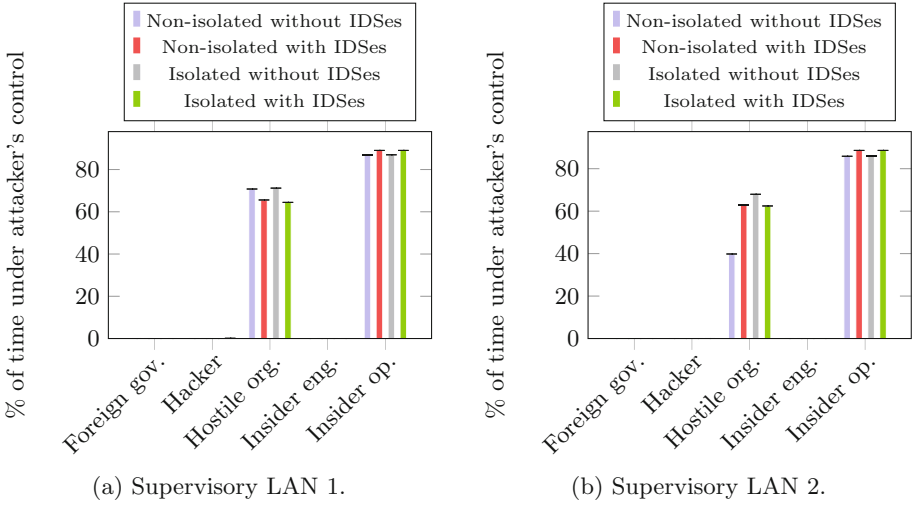 Non-isolated without IDSes
Non-isolated with IDSes
Isolated without IDSes
Isolated with IDSes
% of time under attacker's control
80
60
40
20
0
Foreign gov.
Hacker
Hostile org.
Insider eng.
Insider op.
(a) Supervisory LAN 1.
Non-isolated without IDSes
Non-isolated with IDSes
Isolated without IDSes
Isolated with IDSes
% of time under attacker's control
80
60
40
20
0
Foreign gov.
Hacker
Hostile org.
Insider eng.
Insider op.
(b) Supervisory LAN 2.